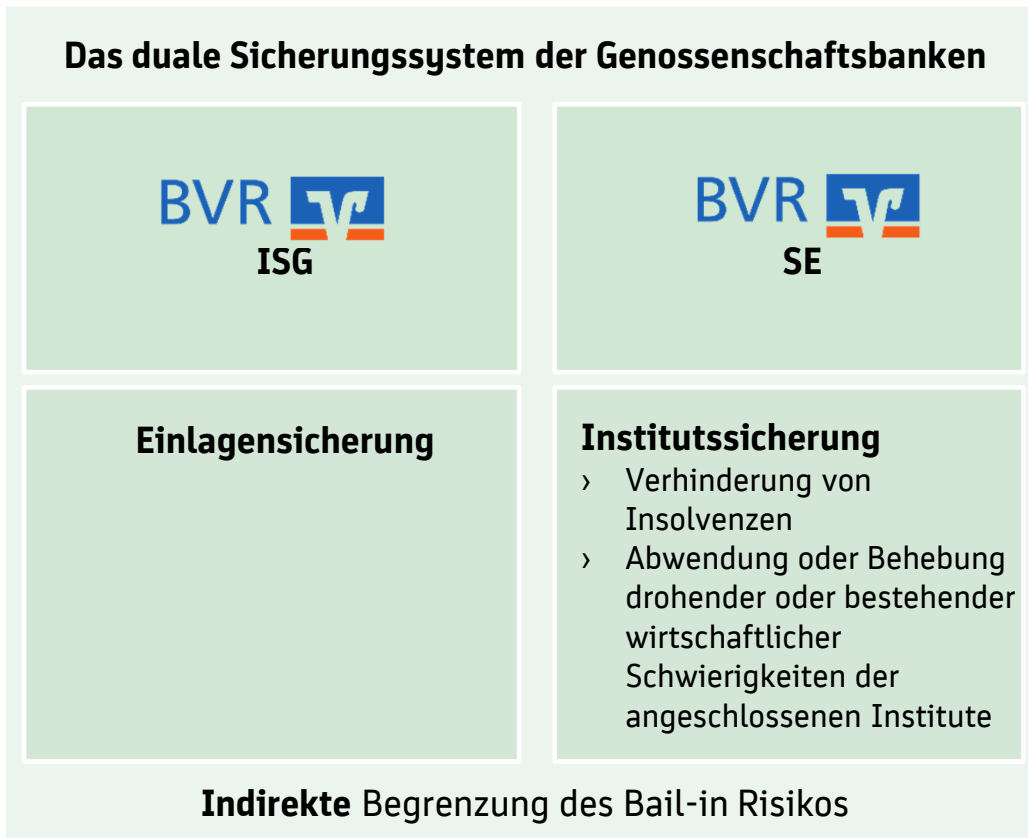 Das duale Sicherungssystem der Genossenschaftsbanken
BVR
ISG
BVR
SE
Einlagensicherung
Institutssicherung
› Verhinderung von
Insolvenzen
› Abwendung oder Behebung
drohender oder bestehender
wirtschaftlicher
Schwierigkeiten der
angeschlossenen Institute
Indirekte Begrenzung des Bail-in Risikos